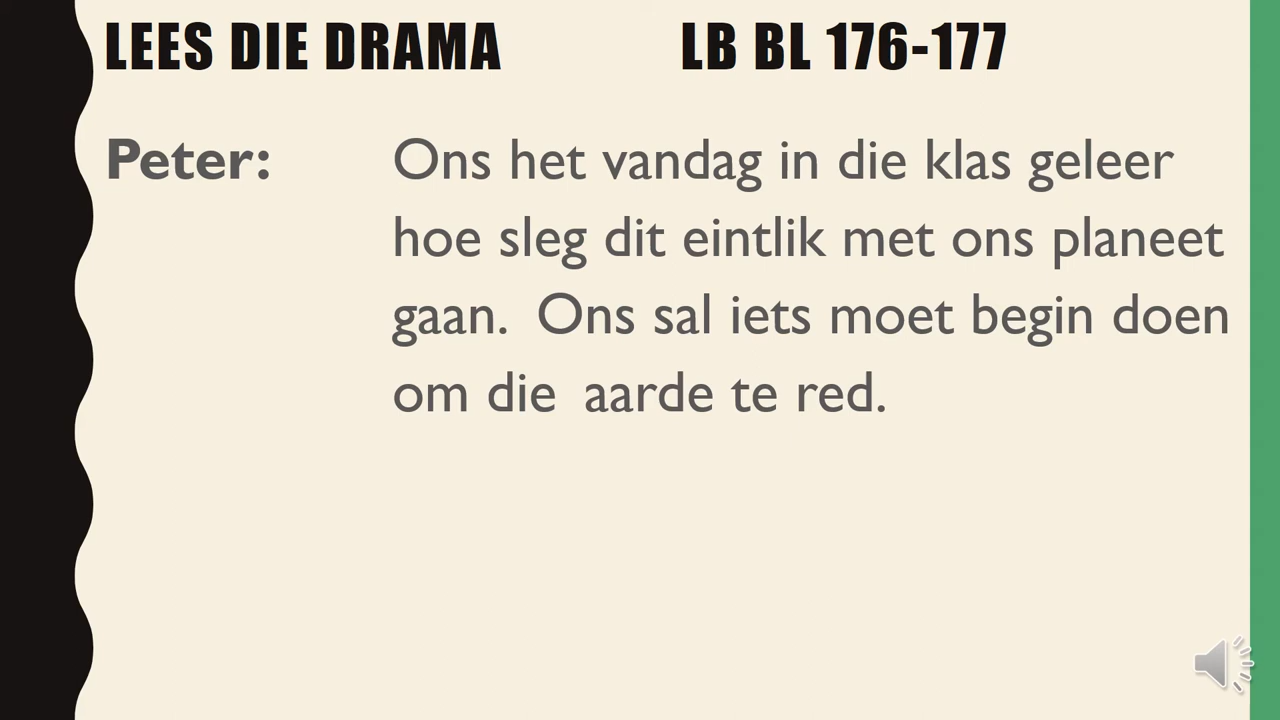 LEES DIE DRAMA LB BL 176-177
Peter: Ons het vandag in die klas geleer
hoe sleg dit eintlik met ons planeet
gaan. Ons sal iets moet begin doen
om die aarde te red.